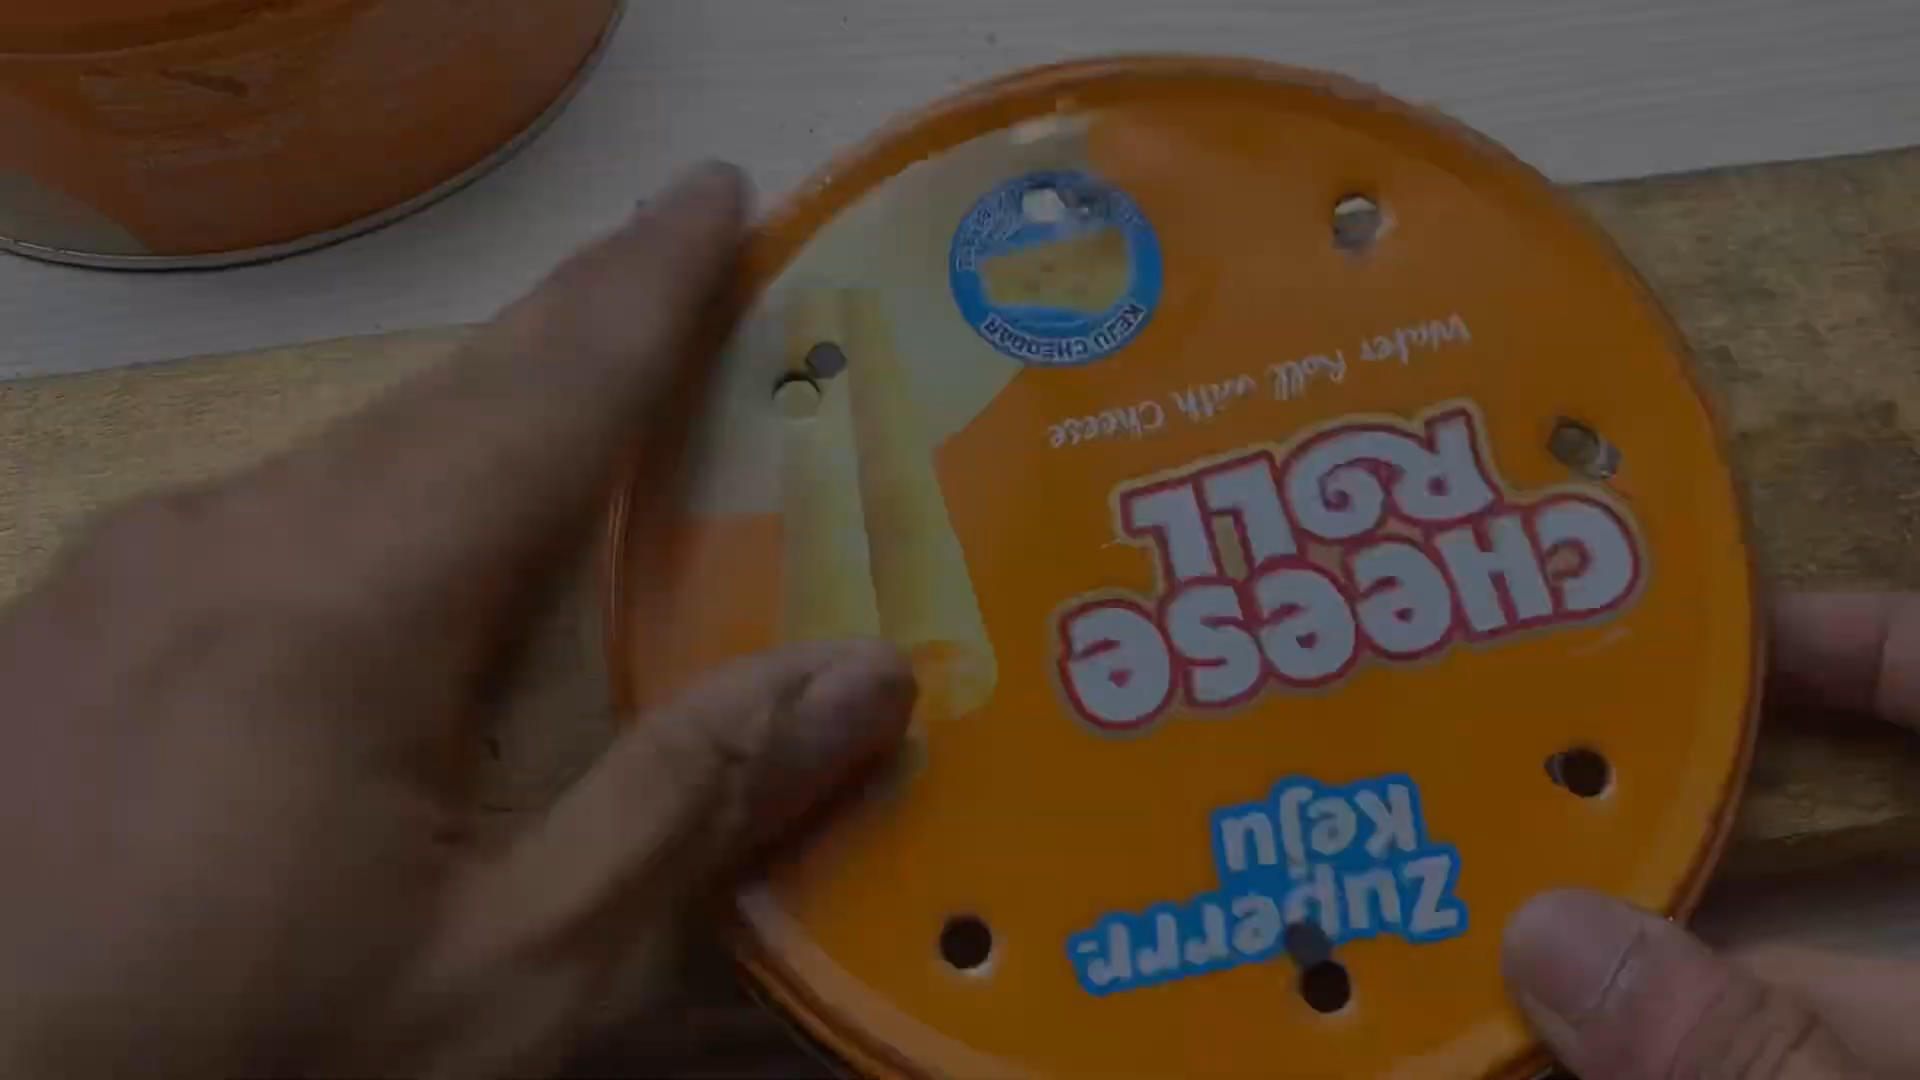 Zuperrr
Keju
CHEESE
ROLL
Wafer Roll with Cheese
KEJU CHEDDAR